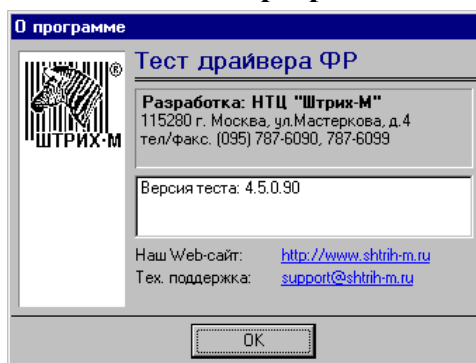 О программе
®
ШТРИХ-М
Тест драйвера ФР
Разработка: НТЦ "Штрих-М"
115280 г. Москва, ул.Мастеркова, д.4
тел/факс. (095) 787-6090, 787-6099
Версия теста: 4.5.0.90
Наш Web-сайт: http://www.shtrih-m.ru
Тех. поддержка: support@shtrih-m.ru
OK